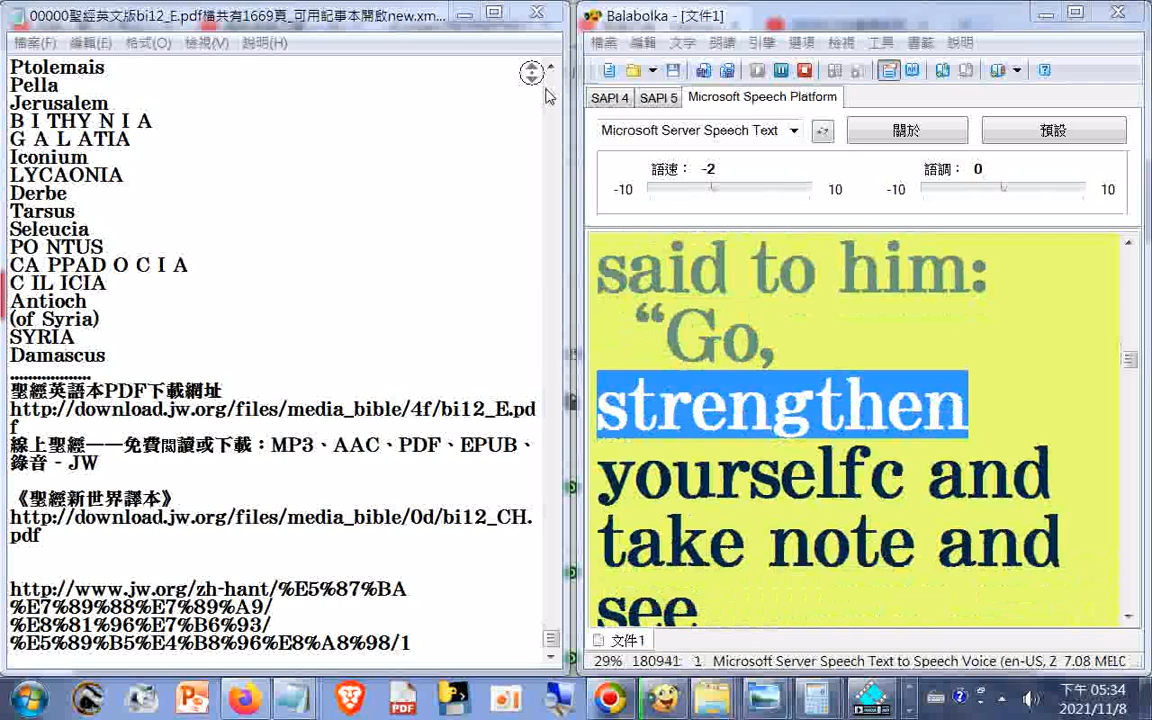 00000聖經英文版bi12_E.pdf檔共有1669頁_可用記事本開啟new.xm...
檔案(F) 編輯(E) 格式(O) 檢視(V) 說明(H)
Ptolemais
Pella
Jerusalem
B I THY N I A
G A L ATIA
Iconium
LYCAONIA
Derbe
Tarsus
Seleucia
PO NTUS
CA PPAD O C I A
C IL ICIA
Antioch
(of Syria)
SYRIA
Damascus
..................
聖經英語本PDF下載網址
http://download.jw.org/files/media_bible/4f/bi12_E.pd
f
線上聖經——免費閱讀或下載：MP3、AAC、PDF、EPUB、
錄音 - JW
《聖經新世界譯本》
http://download.jw.org/files/media_bible/0d/bi12_CH.
pdf
http://www.jw.org/zh-hant/%E5%87%BA
%E7%89%88%E7%89%A9/
%E8%81%96%E7%B6%93/
%E5%89%B5%E4%B8%96%E8%A8%98/1
Balabolka - [文件1]
檔案 編輯 文字 朗讀 引擎 選項 檢視 工具 書籤 說明
SAPI 4 SAPI 5 Microsoft Speech Platform
Microsoft Server Speech Text 關於 預設
語速： -2 語調： 0
-10 10 -10 10
said to him:
“Go,
strengthen
yourselfc and
take note and
see
文件1
29% 180941: 1 Microsoft Server Speech Text to Speech Voice (en-US, 2 7.08 MELC
下午 05:34
2021/11/8